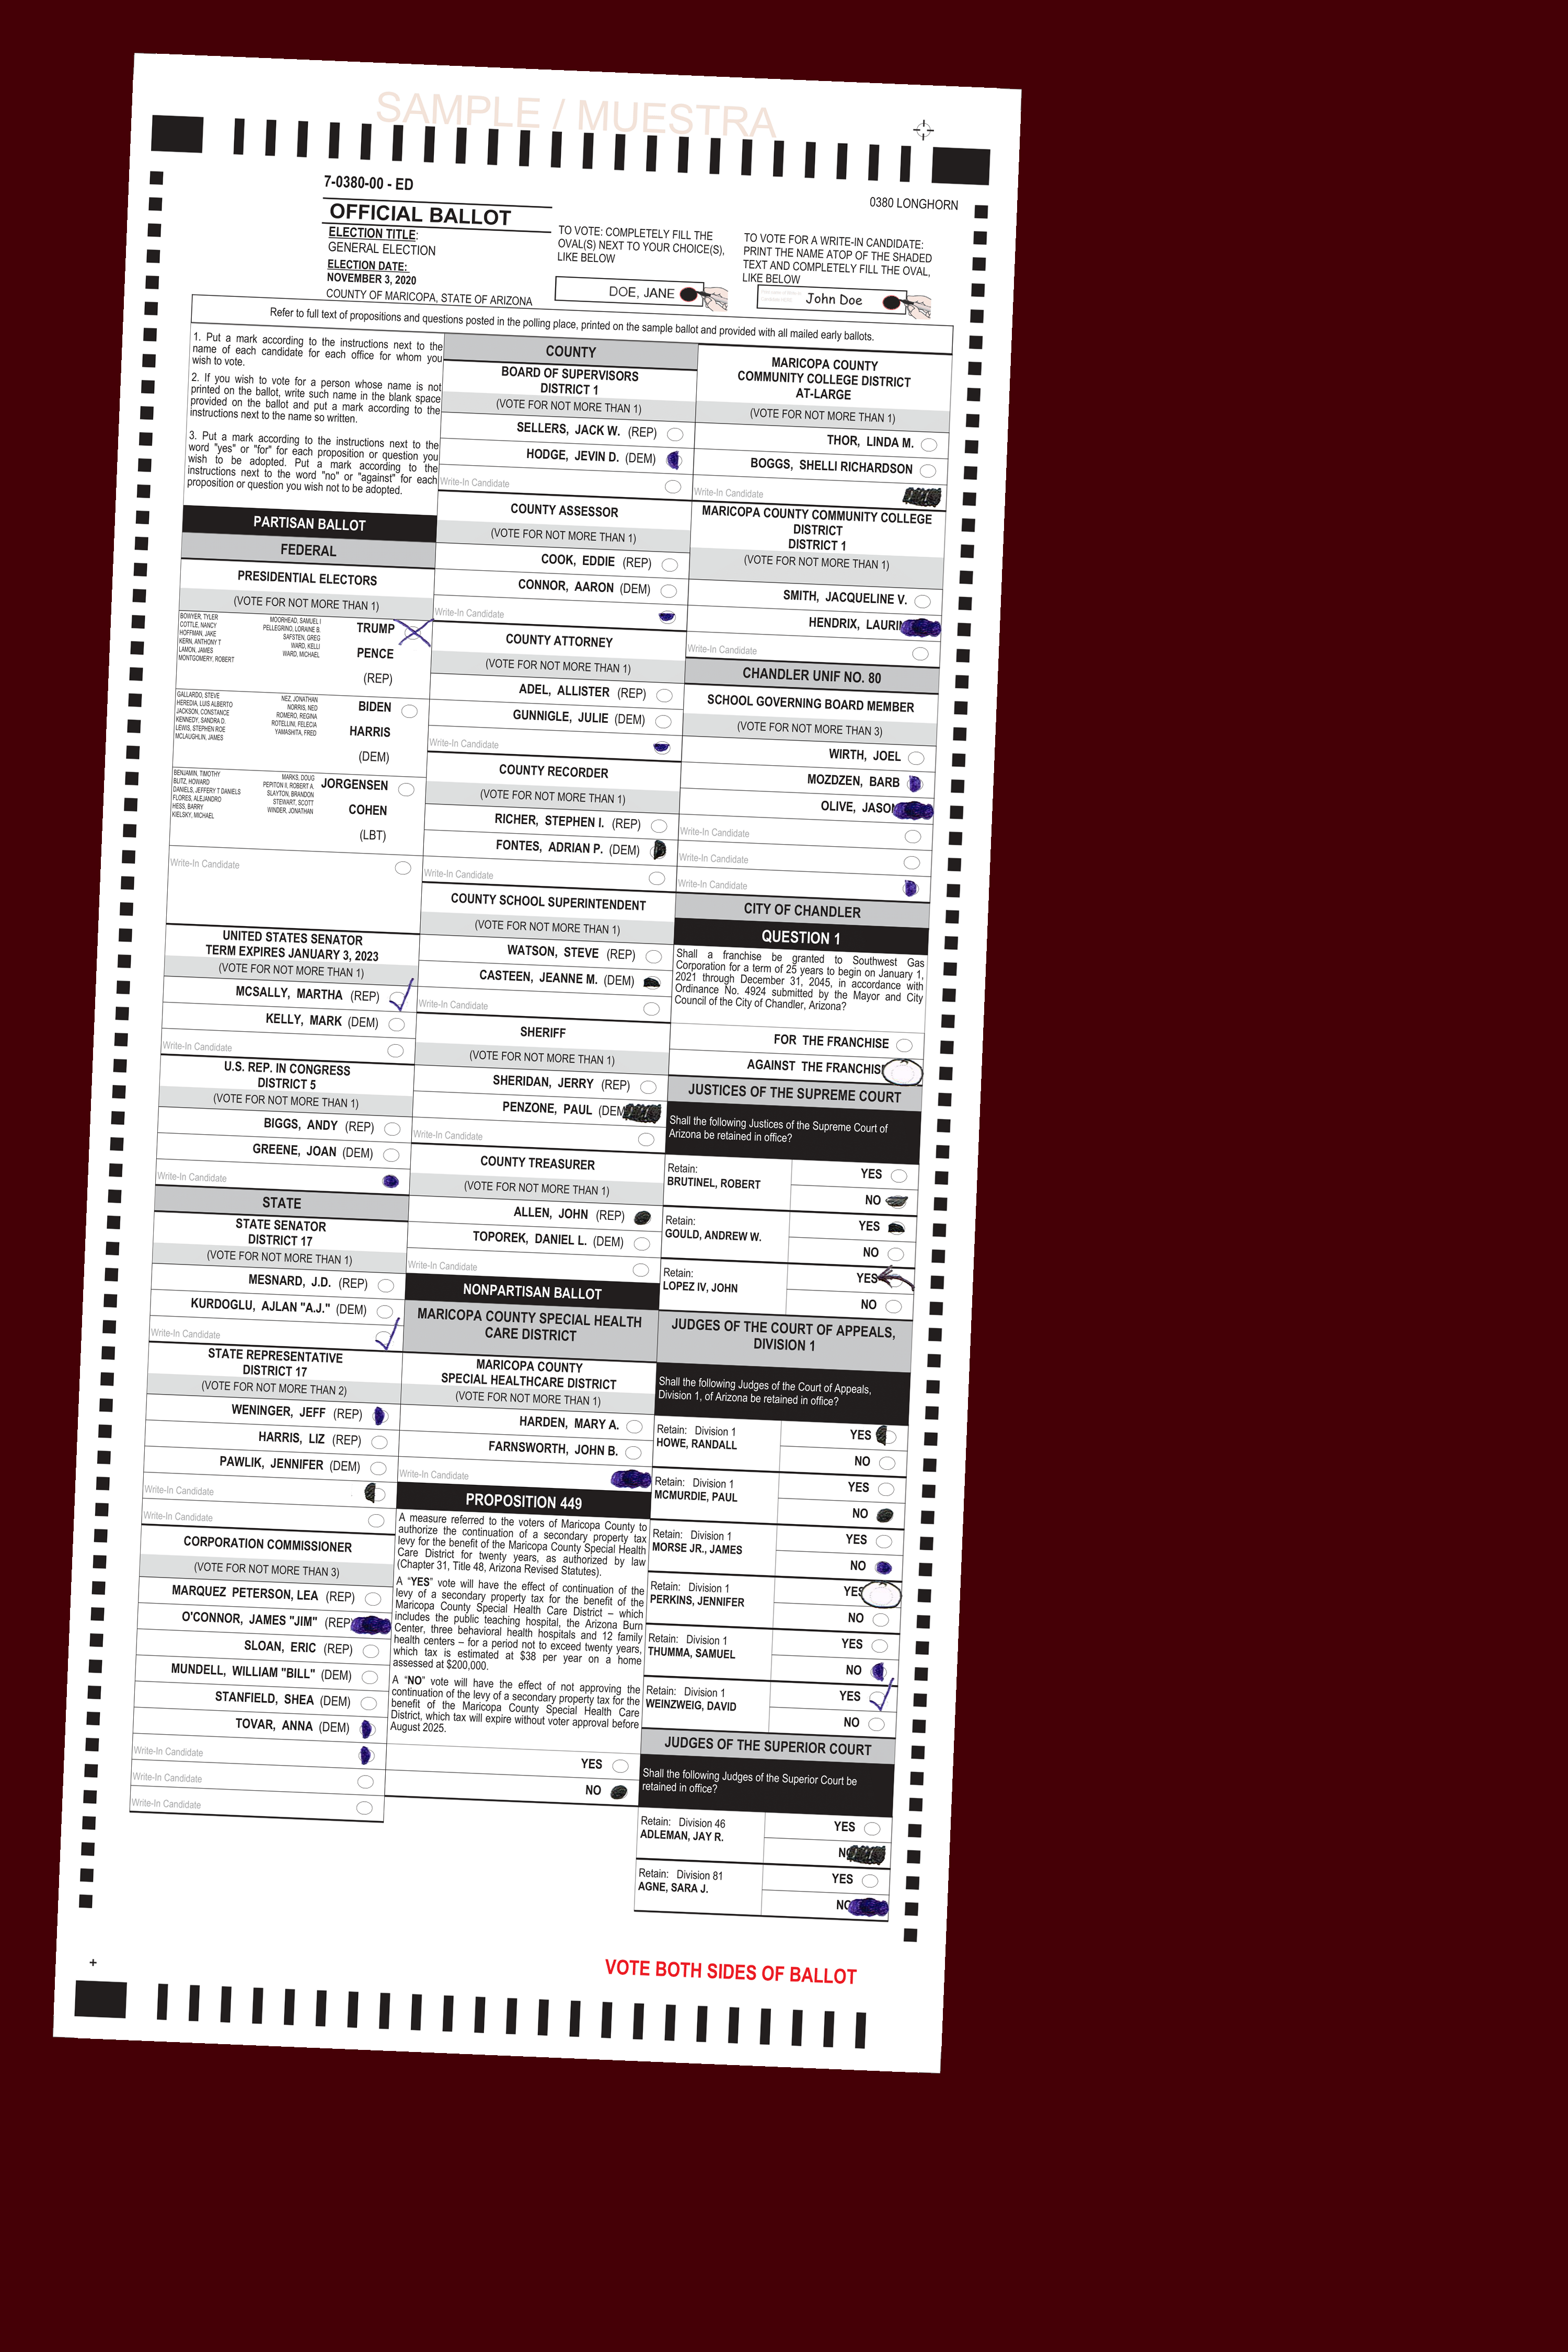 SAMPLE / MUESTRA
7-0380-00 - ED
0380 LONGHORN
OFFICIAL BALLOT
ELECTION TITLE:
GENERAL ELECTION
ELECTION DATE:
NOVEMBER 3, 2020
COUNTY OF MARICOPA, STATE OF ARIZONA
TO VOTE: COMPLETELY FILL THE
OVAL(S) NEXT TO YOUR CHOICE(S),
LIKE BELOW
DOE, JANE
TO VOTE FOR A WRITE-IN CANDIDATE:
PRINT THE NAME ATOP OF THE SHADED
TEXT AND COMPLETELY FILL THE OVAL,
LIKE BELOW
John Doe
Refer to full text of propositions and questions posted in the polling place, printed on the sample ballot and provided with all mailed early ballots.
1. Put a mark according to the instructions next to the
name of each candidate for each office for whom you
wish to vote.
2. If you wish to vote for a person whose name is not
printed on the ballot, write such name in the blank space
provided on the ballot and put a mark according to the
instructions next to the name so written.
3. Put a mark according to the instructions next to the
word "yes" or "for" for each proposition or question you
wish to be adopted. Put a mark according to the
instructions next to the word "no" or "against" for each
proposition or question you wish not to be adopted.
PARTISAN BALLOT
FEDERAL
PRESIDENTIAL ELECTORS
(VOTE FOR NOT MORE THAN 1)
BOWYER, TYLER
COTTLE, NANCY
HOFFMAN, JAKE
KERN, ANTHONY T
LAMON, JAMES
MONTGOMERY, ROBERT
MOORHEAD, SAMUEL I
PELLEGRINO, LORAINE B.
SAFSTEN, GREG
WARD, KELLI
WARD, MICHAEL
TRUMP
PENCE
(REP)
GALLARDO, STEVE
HEREDIA, LUIS ALBERTO
JACKSON, CONSTANCE
KENNEDY, SANDRA D.
LEWIS, STEPHEN ROE
MCLAUGHLIN, JAMES
NEZ, JONATHAN
NORRIS, NED
ROMERO, REGINA
ROTELLINI, FELECIA
YAMASHITA, FRED
BIDEN
HARRIS
(DEM)
BENJAMIN, TIMOTHY
BLITZ, HOWARD
DANIELS, JEFFERY T DANIELS
FLORES, ALEJANDRO
HESS, BARRY
KIELSKY, MICHAEL
MARKS, DOUG
PEPITON II, ROBERT A.
SLAYTON, BRANDON
STEWART, SCOTT
WINDER, JONATHAN
JORGENSEN
COHEN
(LBT)
Write-In Candidate
UNITED STATES SENATOR
TERM EXPIRES JANUARY 3, 2023
(VOTE FOR NOT MORE THAN 1)
MCSALLY, MARTHA (REP)
KELLY, MARK (DEM)
Write-In Candidate
U.S. REP. IN CONGRESS
DISTRICT 5
(VOTE FOR NOT MORE THAN 1)
BIGGS, ANDY (REP)
GREENE, JOAN (DEM)
Write-In Candidate
STATE
STATE SENATOR
DISTRICT 17
(VOTE FOR NOT MORE THAN 1)
MESNARD, J.D. (REP)
KURDOGLU, AJLAN "A.J." (DEM)
Write-In Candidate
STATE REPRESENTATIVE
DISTRICT 17
(VOTE FOR NOT MORE THAN 2)
WENINGER, JEFF (REP)
HARRIS, LIZ (REP)
PAWLIK, JENNIFER (DEM)
Write-In Candidate
Write-In Candidate
CORPORATION COMMISSIONER
(VOTE FOR NOT MORE THAN 3)
MARQUEZ PETERSON, LEA (REP)
O'CONNOR, JAMES "JIM" (REP)
SLOAN, ERIC (REP)
MUNDELL, WILLIAM "BILL" (DEM)
STANFIELD, SHEA (DEM)
TOVAR, ANNA (DEM)
Write-In Candidate
Write-In Candidate
Write-In Candidate
COUNTY
BOARD OF SUPERVISORS
DISTRICT 1
(VOTE FOR NOT MORE THAN 1)
SELLERS, JACK W. (REP)
HODGE, JEVIN D. (DEM)
Write-In Candidate
COUNTY ASSESSOR
(VOTE FOR NOT MORE THAN 1)
COOK, EDDIE (REP)
CONNOR, AARON (DEM)
Write-In Candidate
COUNTY ATTORNEY
(VOTE FOR NOT MORE THAN 1)
ADEL, ALLISTER (REP)
GUNNIGLE, JULIE (DEM)
Write-In Candidate
COUNTY RECORDER
(VOTE FOR NOT MORE THAN 1)
RICHER, STEPHEN I. (REP)
FONTES, ADRIAN P. (DEM)
Write-In Candidate
COUNTY SCHOOL SUPERINTENDENT
(VOTE FOR NOT MORE THAN 1)
WATSON, STEVE (REP)
CASTEEN, JEANNE M. (DEM)
Write-In Candidate
SHERIFF
(VOTE FOR NOT MORE THAN 1)
SHERIDAN, JERRY (REP)
PENZONE, PAUL (DEM
Write-In Candidate
COUNTY TREASURER
(VOTE FOR NOT MORE THAN 1)
ALLEN, JOHN (REP)
TOPOREK, DANIEL L. (DEM)
Write-In Candidate
NONPARTISAN BALLOT
MARICOPA COUNTY SPECIAL HEALTH
CARE DISTRICT
MARICOPA COUNTY
SPECIAL HEALTHCARE DISTRICT
(VOTE FOR NOT MORE THAN 1)
HARDEN, MARY A.
FARNSWORTH, JOHN B.
Write-In Candidate
PROPOSITION 449
A measure referred to the voters of Maricopa County to
authorize the continuation of a secondary property tax
levy for the benefit of the Maricopa County Special Health
Care District for twenty years, as authorized by law
(Chapter 31, Title 48, Arizona Revised Statutes).
A “YES” vote will have the effect of continuation of the
levy of a secondary property tax for the benefit of the
Maricopa County Special Health Care District – which
includes the public teaching hospital, the Arizona Burn
Center, three behavioral health hospitals and 12 family
health centers – for a period not to exceed twenty years,
which tax is estimated at $38 per year on a home
assessed at $200,000.
A “NO” vote will have the effect of not approving the
continuation of the levy of a secondary property tax for the
benefit of the Maricopa County Special Health Care
District, which tax will expire without voter approval before
August 2025.
YES
NO
MARICOPA COUNTY
COMMUNITY COLLEGE DISTRICT
AT-LARGE
(VOTE FOR NOT MORE THAN 1)
THOR, LINDA M.
BOGGS, SHELLI RICHARDSON
Write-In Candidate
MARICOPA COUNTY COMMUNITY COLLEGE
DISTRICT
DISTRICT 1
(VOTE FOR NOT MORE THAN 1)
SMITH, JACQUELINE V.
HENDRIX, LAURIN
Write-In Candidate
CHANDLER UNIF NO. 80
SCHOOL GOVERNING BOARD MEMBER
(VOTE FOR NOT MORE THAN 3)
WIRTH, JOEL
MOZDZEN, BARB
OLIVE, JASON
Write-In Candidate
Write-In Candidate
Write-In Candidate
CITY OF CHANDLER
QUESTION 1
Shall a franchise be granted to Southwest Gas
Corporation for a term of 25 years to begin on January 1,
2021 through December 31, 2045, in accordance with
Ordinance No. 4924 submitted by the Mayor and City
Council of the City of Chandler, Arizona?
FOR THE FRANCHISE
AGAINST THE FRANCHISE
JUSTICES OF THE SUPREME COURT
Shall the following Justices of the Supreme Court of
Arizona be retained in office?
Retain:
BRUTINEL, ROBERT
YES
NO
Retain:
GOULD, ANDREW W.
YES
NO
Retain:
LOPEZ IV, JOHN
YES
NO
JUDGES OF THE COURT OF APPEALS,
DIVISION 1
Shall the following Judges of the Court of Appeals,
Division 1, of Arizona be retained in office?
Retain: Division 1
HOWE, RANDALL
YES
NO
Retain: Division 1
MCMURDIE, PAUL
YES
NO
Retain: Division 1
MORSE JR., JAMES
YES
NO
Retain: Division 1
PERKINS, JENNIFER
YES
NO
Retain: Division 1
THUMMA, SAMUEL
YES
NO
Retain: Division 1
WEINZWEIG, DAVID
YES
NO
JUDGES OF THE SUPERIOR COURT
Shall the following Judges of the Superior Court be
retained in office?
Retain: Division 46
ADLEMAN, JAY R.
YES
NO
Retain: Division 81
AGNE, SARA J.
YES
NO
VOTE BOTH SIDES OF BALLOT